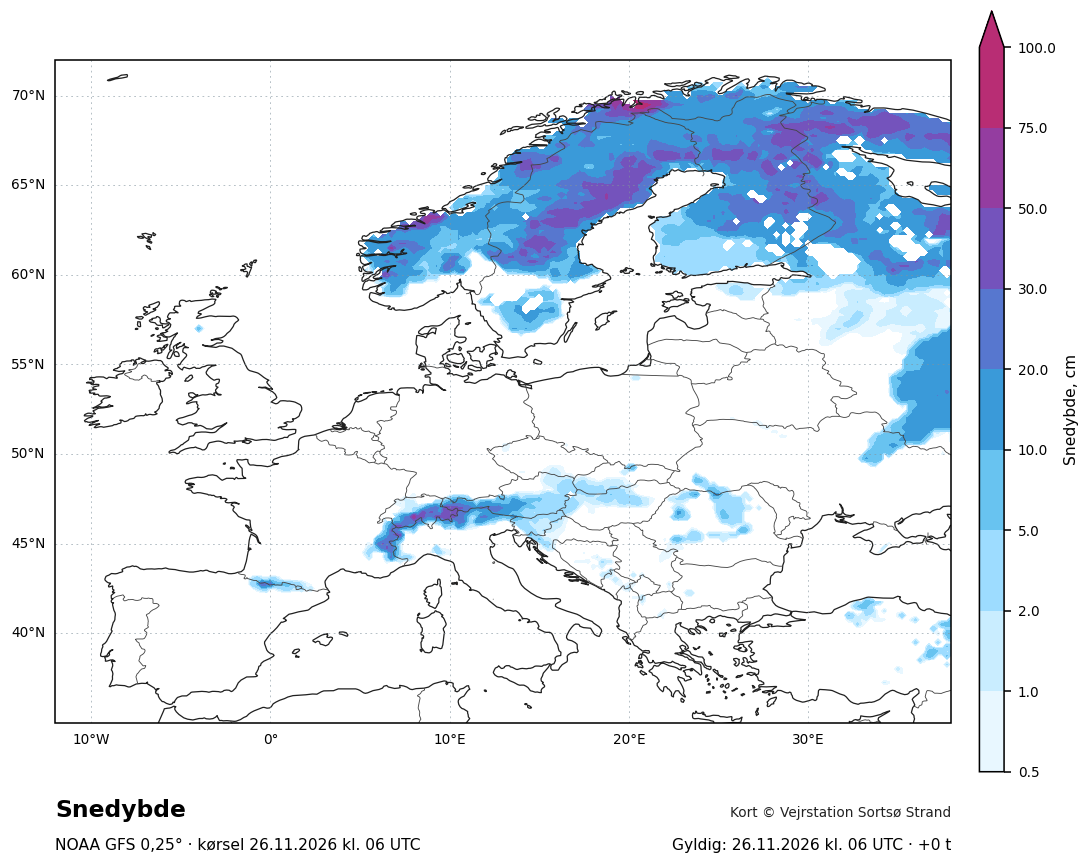 70°N
65°N
60°N
55°N
50°N
45°N
40°N
10°W
0°
10°E
20°E
30°E
100.0
75.0
50.0
30.0
20.0
10.0
5.0
2.0
1.0
0.5
Snedybde, cm
Snedybde
Kort © Vejrstation Sortsø Strand
NOAA GFS 0,25° · kørsel 26.11.2026 kl. 06 UTC
Gyldig: 26.11.2026 kl. 06 UTC · +0 t